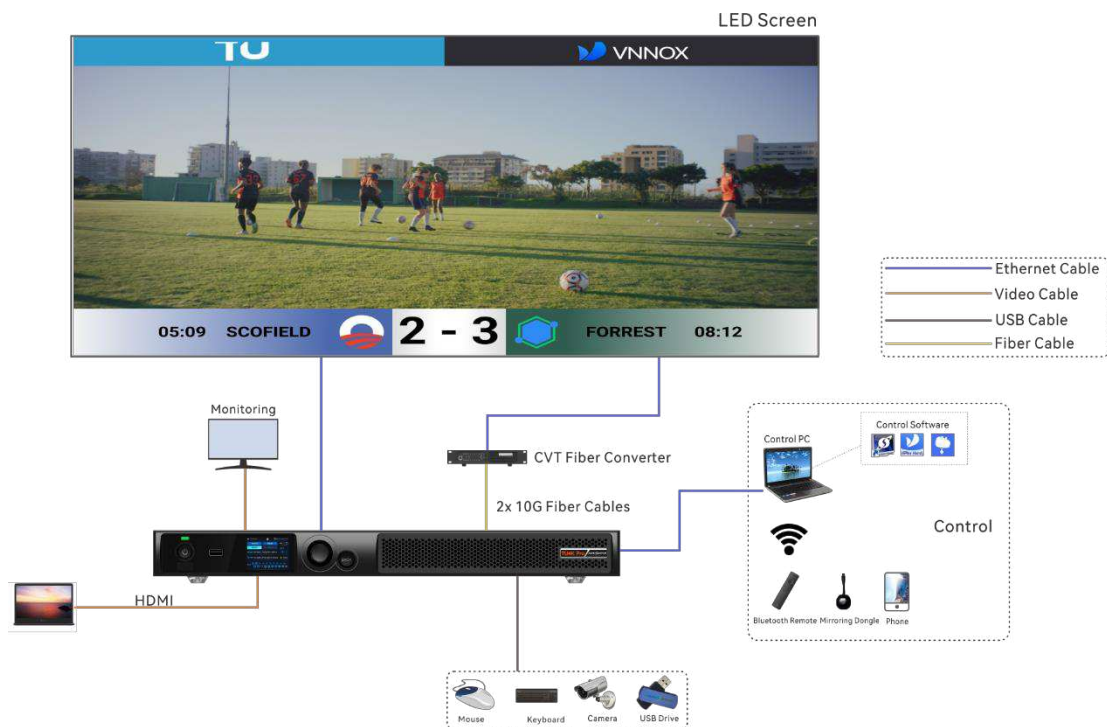 LED Screen
TU
VNNOX
05:09 SCOFIELD 2 - 3 FORREST 08:12
Ethernet Cable
Video Cable
USB Cable
Fiber Cable
Monitoring
CVT Fiber Converter
2x 10G Fiber Cables
Control PC
Control Software
Control
HDMI
Bluetooth Remote
Mirroring Dongle
Phone
Mouse
Keyboard
Camera
USB Drive